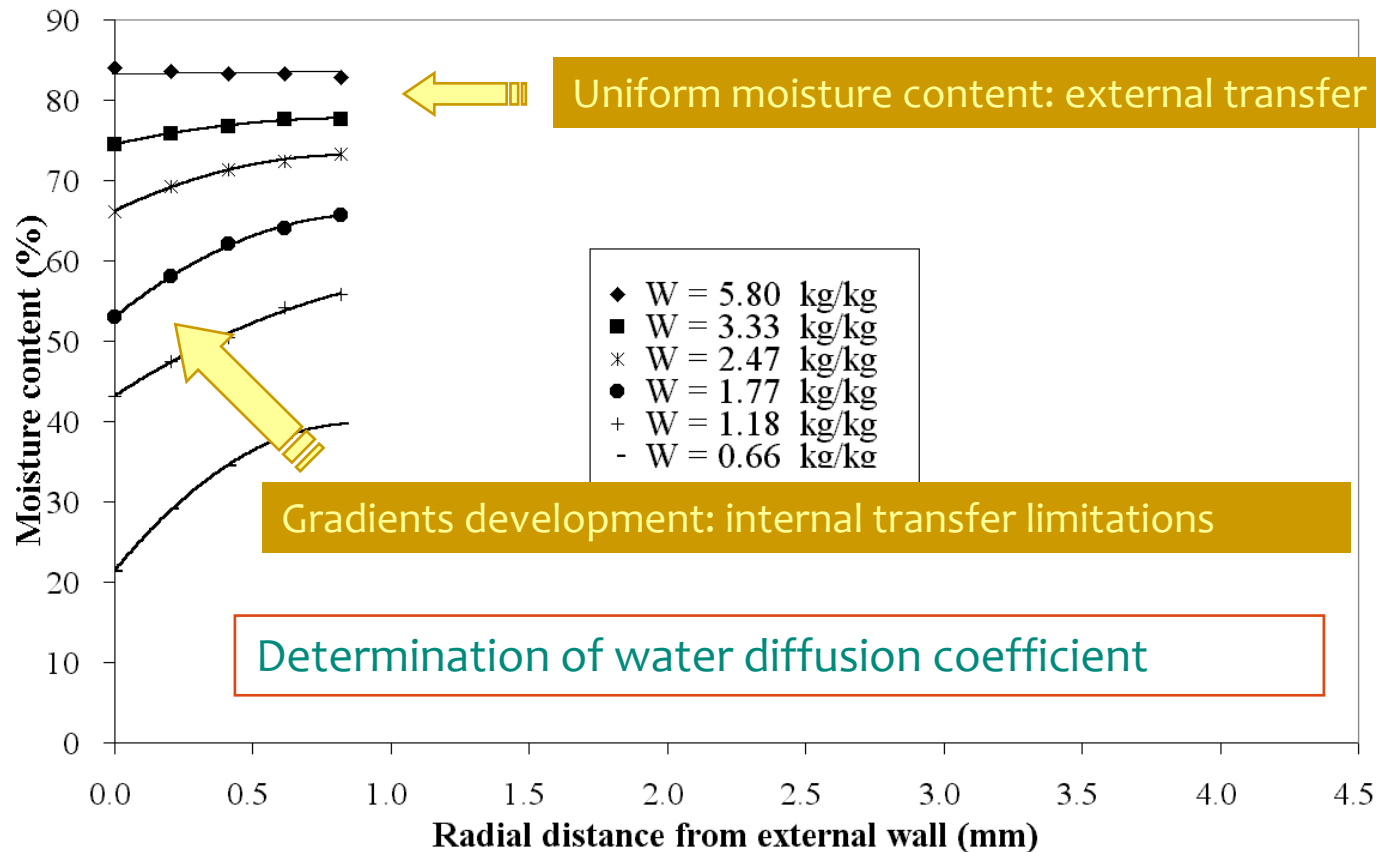 90
80
70
60
50
40
30
20
10
0
Moisture content (%)
Uniform moisture content: external transfer
W = 5.80 kg/kg
W = 3.33 kg/kg
W = 2.47 kg/kg
W = 1.77 kg/kg
W = 1.18 kg/kg
W = 0.66 kg/kg
Gradients development: internal transfer limitations
Determination of water diffusion coefficient
0.0 0.5 1.0 1.5 2.0 2.5 3.0 3.5 4.0 4.5
Radial distance from external wall (mm)